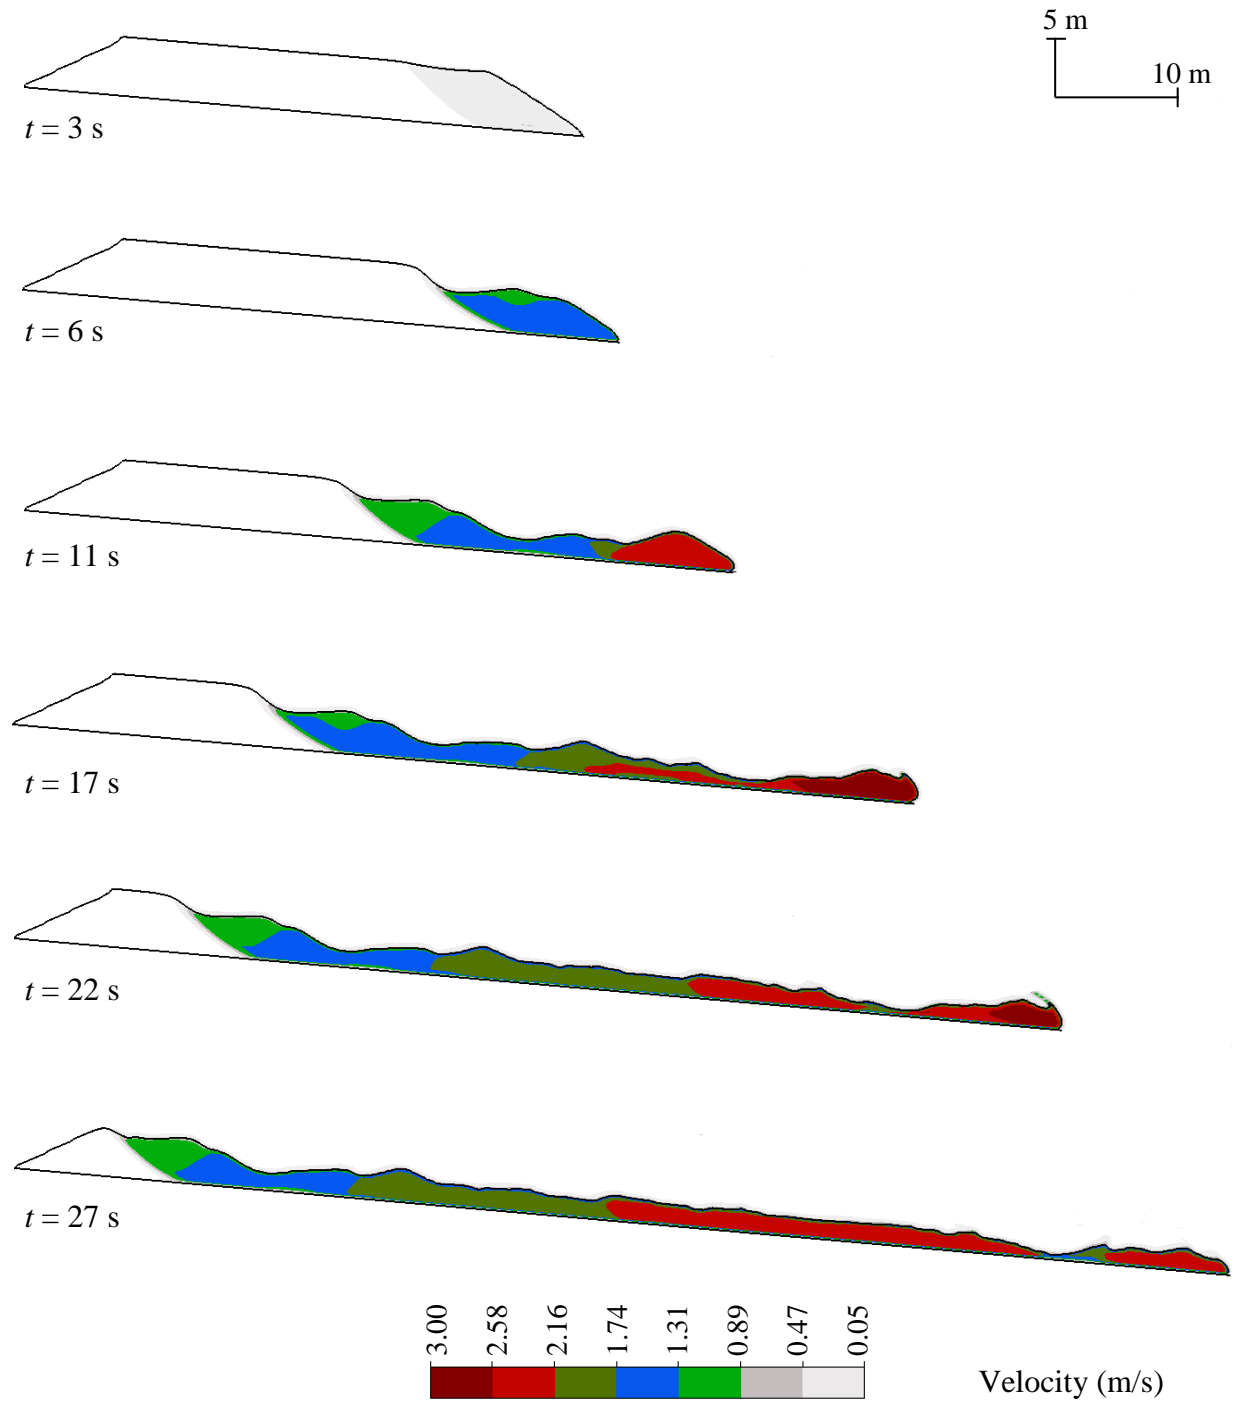 5 m
10 m
t = 3 s
t = 6 s
t = 11 s
t = 17 s
t = 22 s
t = 27 s
3.00
2.58
2.16
1.74
1.31
0.89
0.47
0.05
Velocity (m/s)